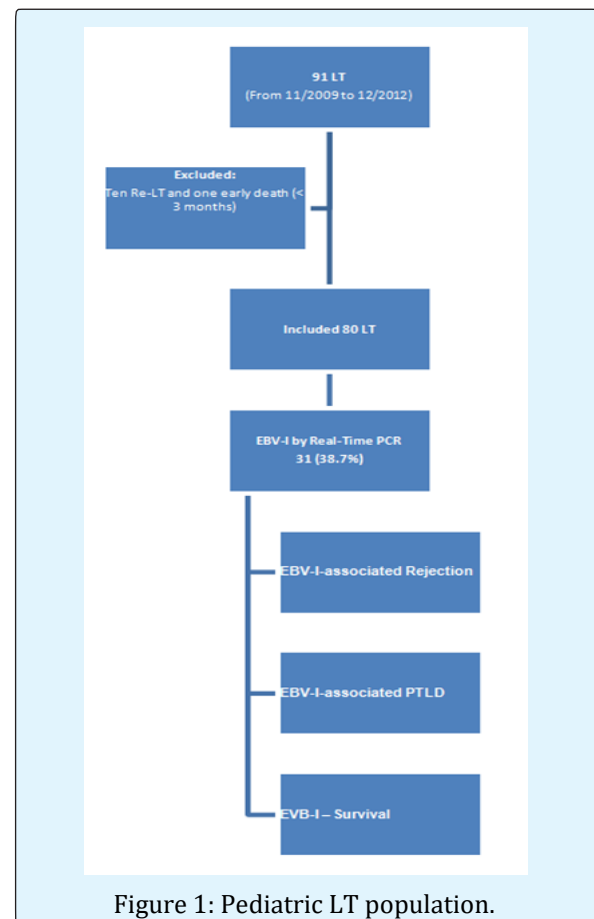 91 LT
(From 11/2009 to 12/2012)
Excluded:
Ten Re-LT and one early death (<
3 months)
Included 80 LT
EBV-I by Real-Time PCR
31 (38.7%)
EBV-I-associated Rejection
EBV-I-associated PTLD
EVB-I – Survival
Figure 1: Pediatric LT population.